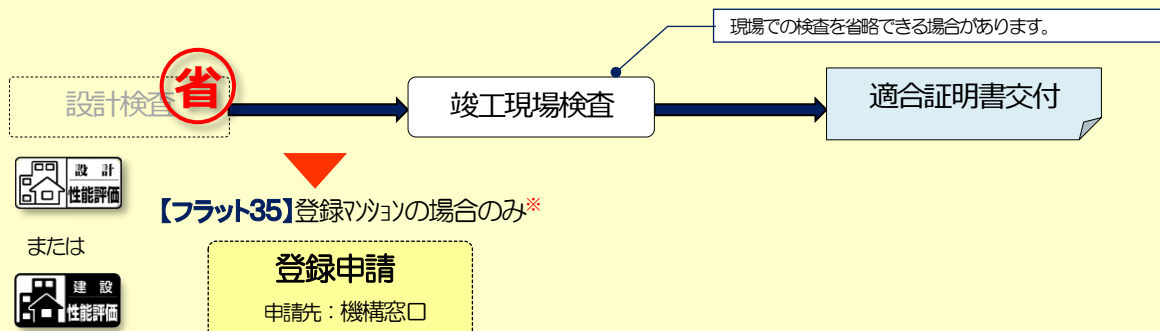 現場での検査を省略できる場合があります。
設計検査
省
竣工現場検査
適合証明書交付
設計
性能評価
【フラット35】登録マンションの場合のみ※
または
登録申請
建設
性能評価
申請先：機構窓口